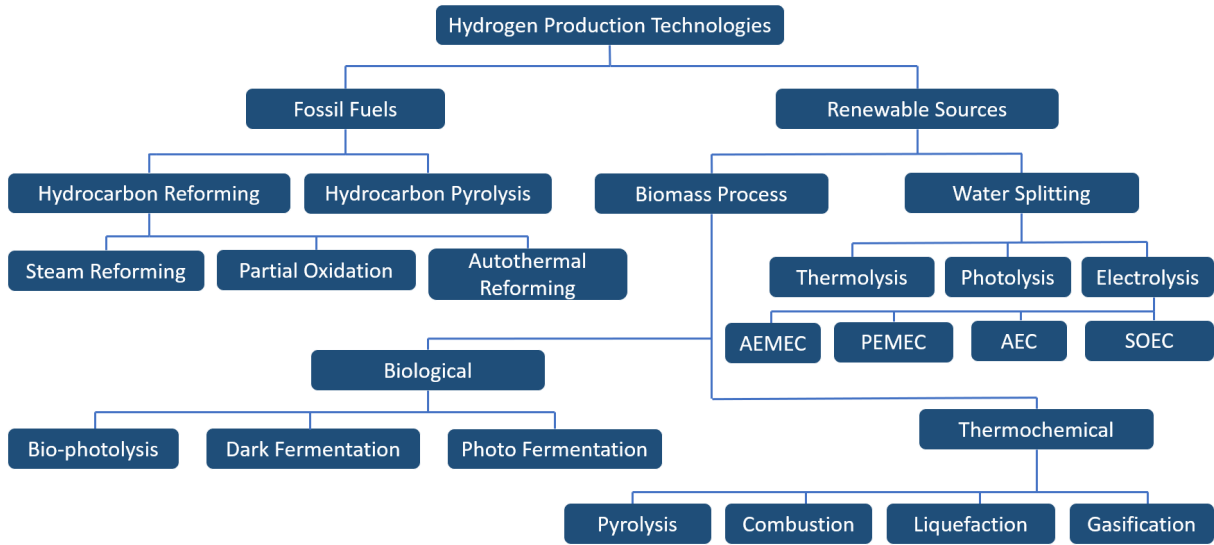 Hydrogen Production Technologies
Fossil Fuels
Renewable Sources
Hydrocarbon Reforming
Hydrocarbon Pyrolysis
Biomass Process
Water Splitting
Steam Reforming
Partial Oxidation
Autothermal
Reforming
Thermolysis
Photolysis
Electrolysis
AEMEC
PEMEC
AEC
SOEC
Biological
Thermochemical
Bio-photolysis
Dark Fermentation
Photo Fermentation
Pyrolysis
Combustion
Liquefaction
Gasification